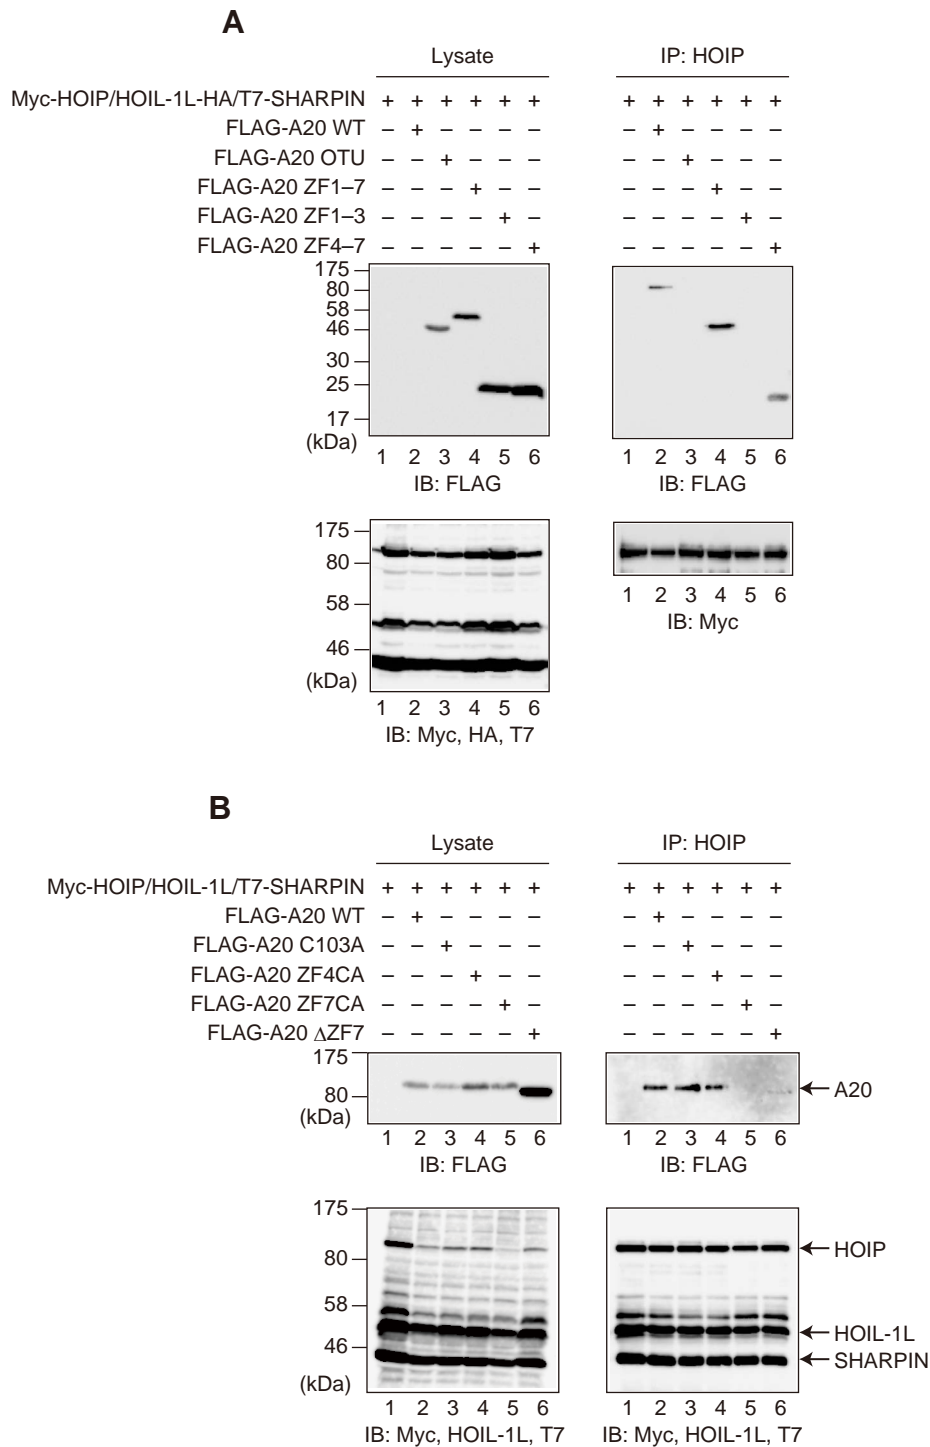 A
Lysate IP: HOIP
Myc-HOIP/HOIL-1L-HA/T7-SHARPIN + + + + + + + + + + + +
FLAG-A20 WT – + – – – – – + – – – –
FLAG-A20 OTU – – + – – – – – + – – –
FLAG-A20 ZF1–7 – – – + – – – – – + – –
FLAG-A20 ZF1–3 – – – – + – – – – – + –
FLAG-A20 ZF4–7 – – – – – + – – – – – +
175
80
58
46
30
25
17
(kDa)
1 2 3 4 5 6 1 2 3 4 5 6
IB: FLAG IB: FLAG
175
80
58
46
(kDa)
1 2 3 4 5 6
IB: Myc, HA, T7
1 2 3 4 5 6
IB: Myc
B
Lysate IP: HOIP
Myc-HOIP/HOIL-1L/T7-SHARPIN + + + + + + + + + + + +
FLAG-A20 WT – + – – – – – + – – – –
FLAG-A20 C103A – – + – – – – – + – – –
FLAG-A20 ZF4CA – – – + – – – – – + – –
FLAG-A20 ZF7CA – – – – + – – – – – + –
FLAG-A20 ΔZF7 – – – – – + – – – – – +
175
80 A20
(kDa)
1 2 3 4 5 6 1 2 3 4 5 6
IB: FLAG IB: FLAG
175
80 HOIP
58
HOIL-1L
46 SHARPIN
(kDa)
1 2 3 4 5 6 1 2 3 4 5 6
IB: Myc, HOIL-1L, T7 IB: Myc, HOIL-1L, T7